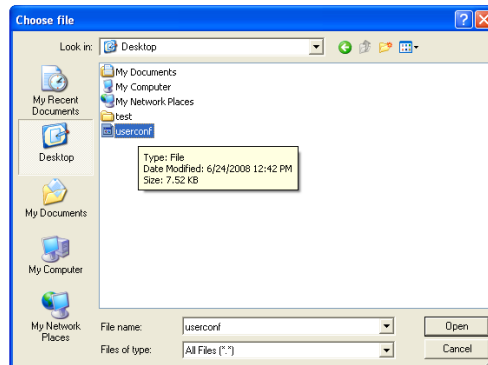 Choose file
Look in:
Desktop
My Recent
Documents
Desktop
My Documents
My Computer
My Network
Places
My Documents
My Computer
My Network Places
test
userconf
Type: File
Date Modified: 6/24/2008 12:42 PM
Size: 7.52 KB
File name:
userconf
Open
Files of type:
All Files (*.*)
Cancel